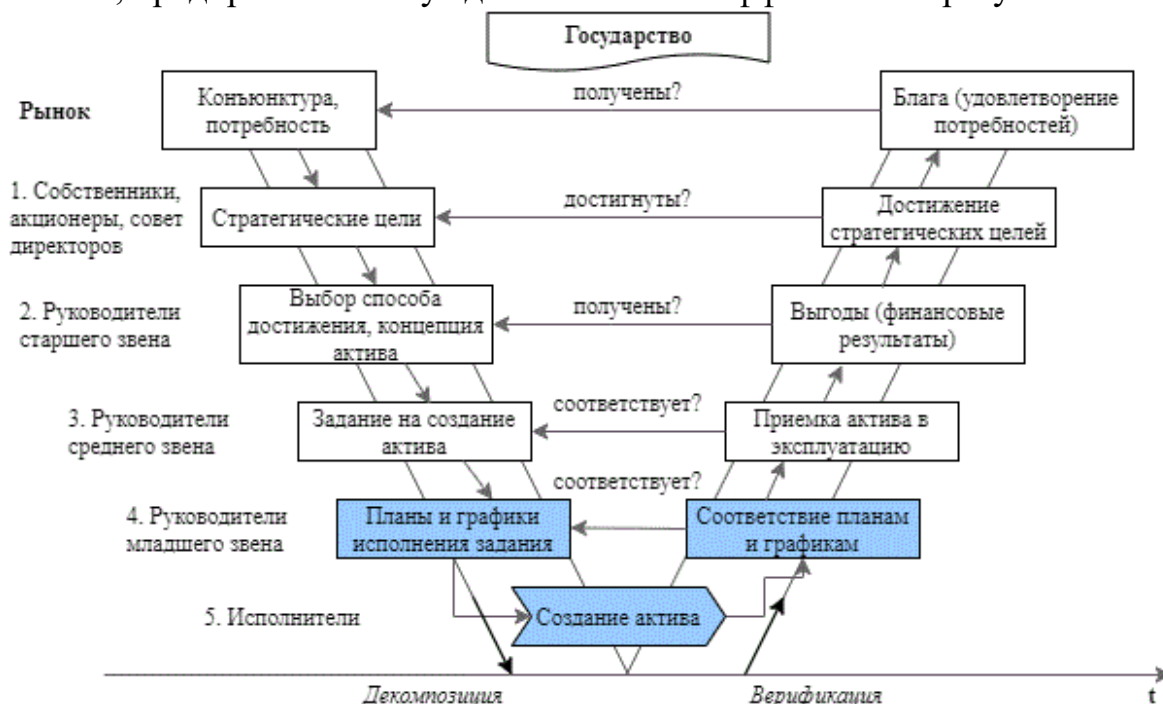 Государство
получены?
Рынок
Конъюнктура,
потребность
Блага (удовлетворение
потребностей)
1. Собственники,
акционеры, совет
директоров
Стратегические цели
достигнуты?
Достижение
стратегических целей
2. Руководители
старшего звена
Выбор способа
достижения, концепция
актива
получены?
Выгоды (финансовые
результаты)
3. Руководители
среднего звена
Задание на создание
актива
соответствует?
Приемка актива в
эксплуатацию
соответствует?
4. Руководители
младшего звена
Планы и графики
исполнения задания
Соответствие планам
и графикам
5. Исполнители
Создание актива
Декомпозиция
Верификация
t